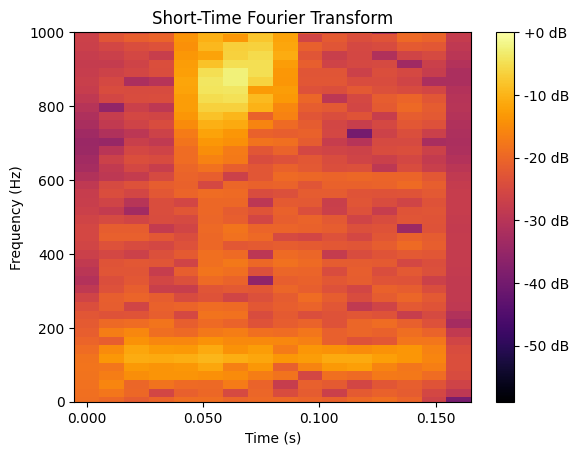 Short-Time Fourier Transform
Frequency (Hz)
1000
800
600
400
200
0
0.000 0.050 0.100 0.150
Time (s)
+0 dB
-10 dB
-20 dB
-30 dB
-40 dB
-50 dB